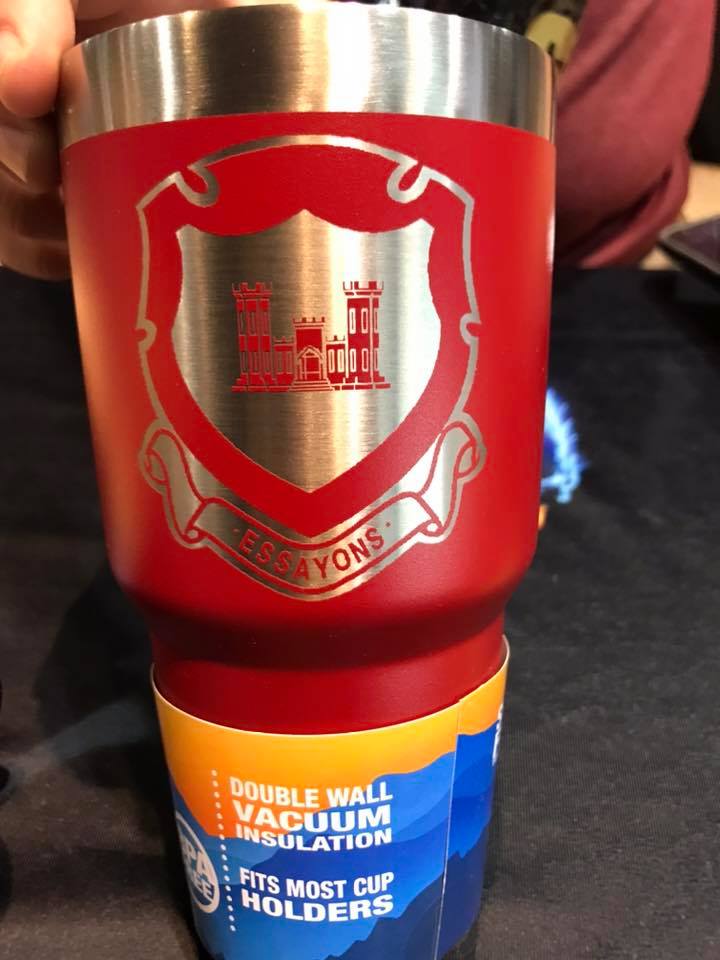 · ESSAYONS ·
DOUBLE WALL
VACUUM
INSULATION
FITS MOST CUP
HOLDERS